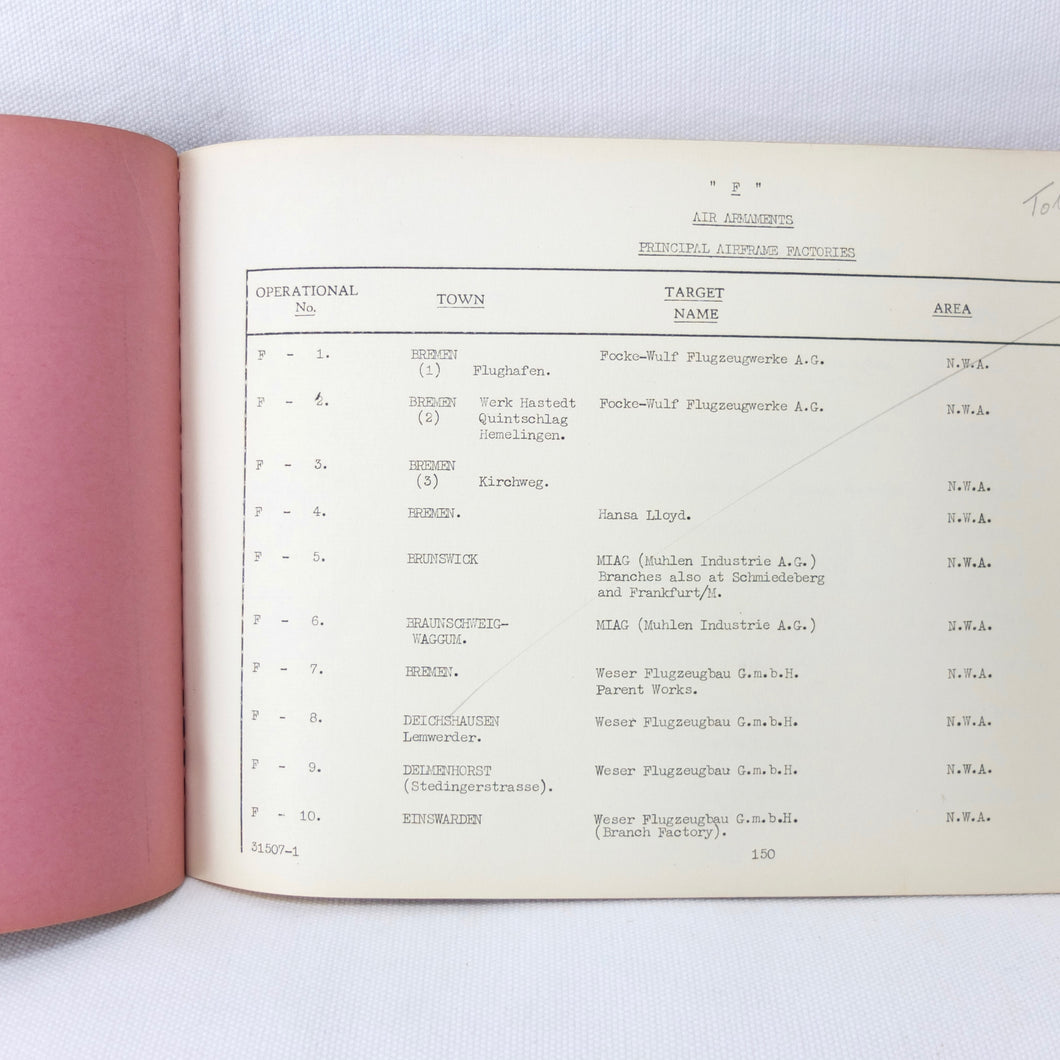 " F "
AIR ARMAMENTS
PRINCIPAL AIRFRAME FACTORIES
OPERATIONAL No. TOWN TARGET NAME AREA
F - 1. BREMEN Focke-Wulf Flugzeugwerke A.G. N.W.A.
(1) Flughafen.
F - 2. BREMEN Werk Hastedt Focke-Wulf Flugzeugwerke A.G. N.W.A.
(2) Quintschlag
Hemelingen.
F - 3. BREMEN
(3) Kirchweg. N.W.A.
F - 4. BREMEN. Hansa Lloyd. N.W.A.
F - 5. BRUNSWICK MIAG (Muhlen Industrie A.G.) N.W.A.
Branches also at Schmiedeberg
and Frankfurt/M.
F - 6. BRAUNSCHWEIG- MIAG (Muhlen Industrie A.G.) N.W.A.
WAGGUM.
F - 7. BREMEN. Weser Flugzeugbau G.m.b.H. N.W.A.
Parent Works.
F - 8. DEICHSHAUSEN Weser Flugzeugbau G.m.b.H. N.W.A.
Lemwerder.
F - 9. DELMENHORST Weser Flugzeugbau G.m.b.H. N.W.A.
(Stedingerstrasse).
F - 10. EINSWARDEN Weser Flugzeugbau G.m.b.H. N.W.A.
(Branch Factory).
31507-1 150